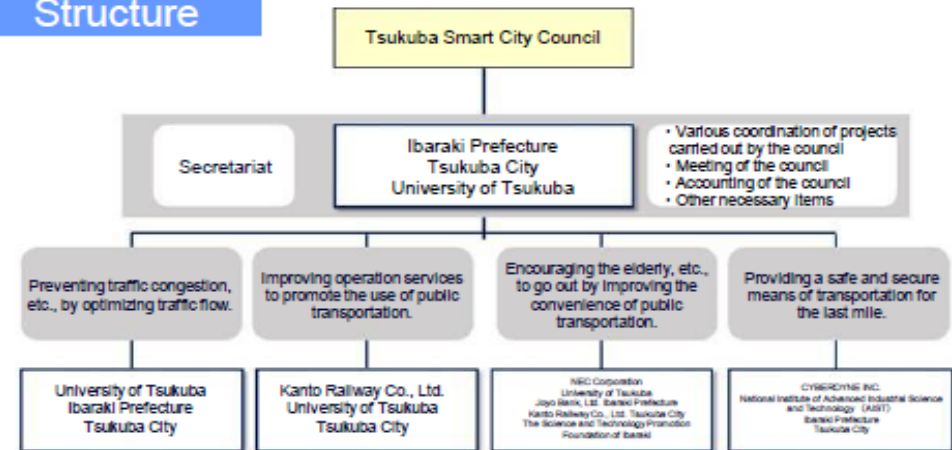 Structure
Tsukuba Smart City Council
Secretariat
Ibaraki Prefecture
Tsukuba City
University of Tsukuba
・Various coordination of projects
carried out by the council
・Meeting of the council
・Accounting of the council
・Other necessary items
Preventing traffic congestion,
etc., by optimizing traffic flow.
Improving operation services
to promote the use of public
transportation.
Encouraging the elderly, etc.,
to go out by improving the
convenience of public
transportation.
Providing a safe and secure
means of transportation for
the last mile.
University of Tsukuba
Ibaraki Prefecture
Tsukuba City
Kanto Railway Co., Ltd.
University of Tsukuba
Tsukuba City
NEC Corporation
University of Tsukuba
Joyo Bank, Ltd. Ibaraki Prefecture
Kanto Railway Co., Ltd. Tsukuba City
The Science and Technology Promotion
Foundation of Ibaraki
CYBERDYNE INC.
National Institute of Advanced Industrial Science
and Technology (AIST)
Ibaraki Prefecture
Tsukuba City